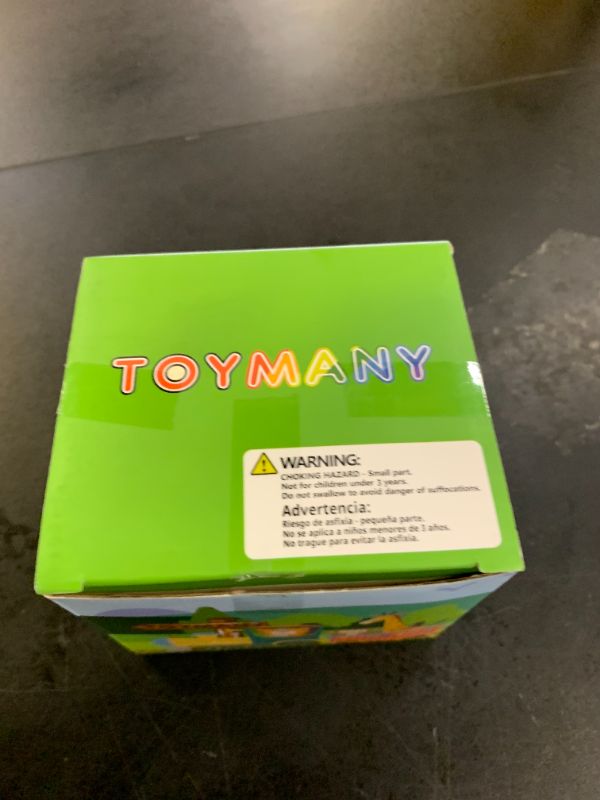 TOYMANY
WARNING:
CHOKING HAZARD - Small part.
Not for children under 3 years.
Do not swallow to avoid danger of suffocations.
Advertencia:
Riesgo de asfixia - pequeña parte.
No se aplica a niños menores de 3 años.
No trague para evitar la asfixia.